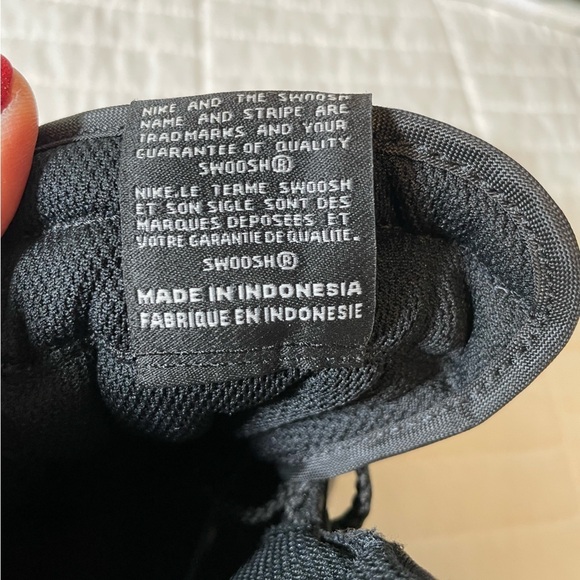 NIKE AND THE SWOOSH
NAME AND STRIPE ARE
TRADMARKS AND YOUR
GUARANTEE OF QUALITY
SWOOSH®
NIKE.LE TERME SWOOSH
ET SON SIGLE SONT DES
MARQUES DEPOSEES ET
VOTRE GARANTIE DE QUALITE.
SWOOSH®
MADE IN INDONESIA
FABRIQUE EN INDONESIE